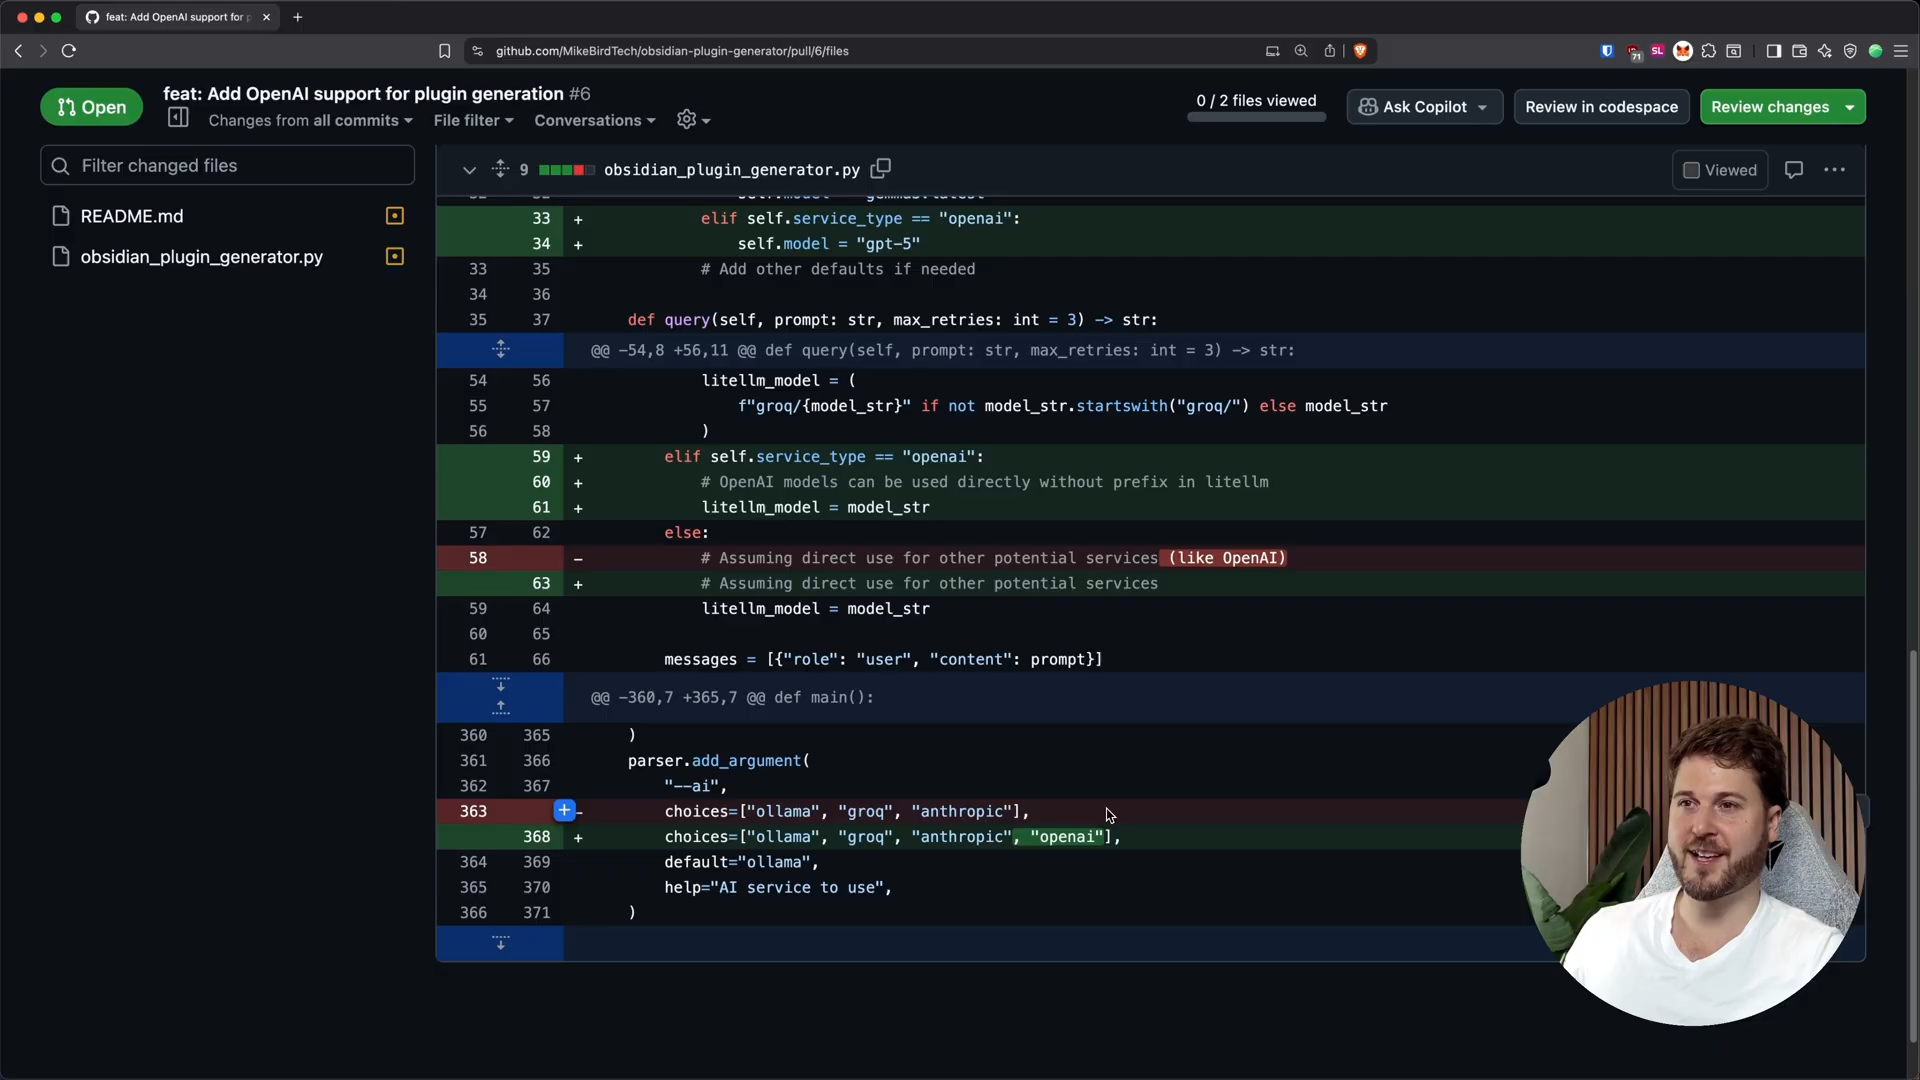 feat: Add OpenAI support for p
github.com/MikeBirdTech/obsidian-plugin-generator/pull/6/files
71
SL
Open
feat: Add OpenAI support for plugin generation #6
Changes from all commits
File filter
Conversations
0 / 2 files viewed
Ask Copilot
Review in codespace
Review changes
Filter changed files
README.md
obsidian_plugin_generator.py
9
obsidian_plugin_generator.py
Viewed
33 + elif self.service_type == "openai":
34 + self.model = "gpt-5"
33 35 # Add other defaults if needed
34 36
35 37 def query(self, prompt: str, max_retries: int = 3) -> str:
@@ -54,8 +56,11 @@ def query(self, prompt: str, max_retries: int = 3) -> str:
54 56 litellm_model = (
55 57 f"groq/{model_str}" if not model_str.startswith("groq/") else model_str
56 58 )
59 + elif self.service_type == "openai":
60 + # OpenAI models can be used directly without prefix in litellm
61 + litellm_model = model_str
57 62 else:
58 - # Assuming direct use for other potential services (like OpenAI)
63 + # Assuming direct use for other potential services
59 64 litellm_model = model_str
60 65
61 66 messages = [{"role": "user", "content": prompt}]
@@ -360,7 +365,7 @@ def main():
360 365 )
361 366 parser.add_argument(
362 367 "--ai",
363 - choices=["ollama", "groq", "anthropic"],
368 + choices=["ollama", "groq", "anthropic", "openai"],
364 369 default="ollama",
365 370 help="AI service to use",
366 371 )